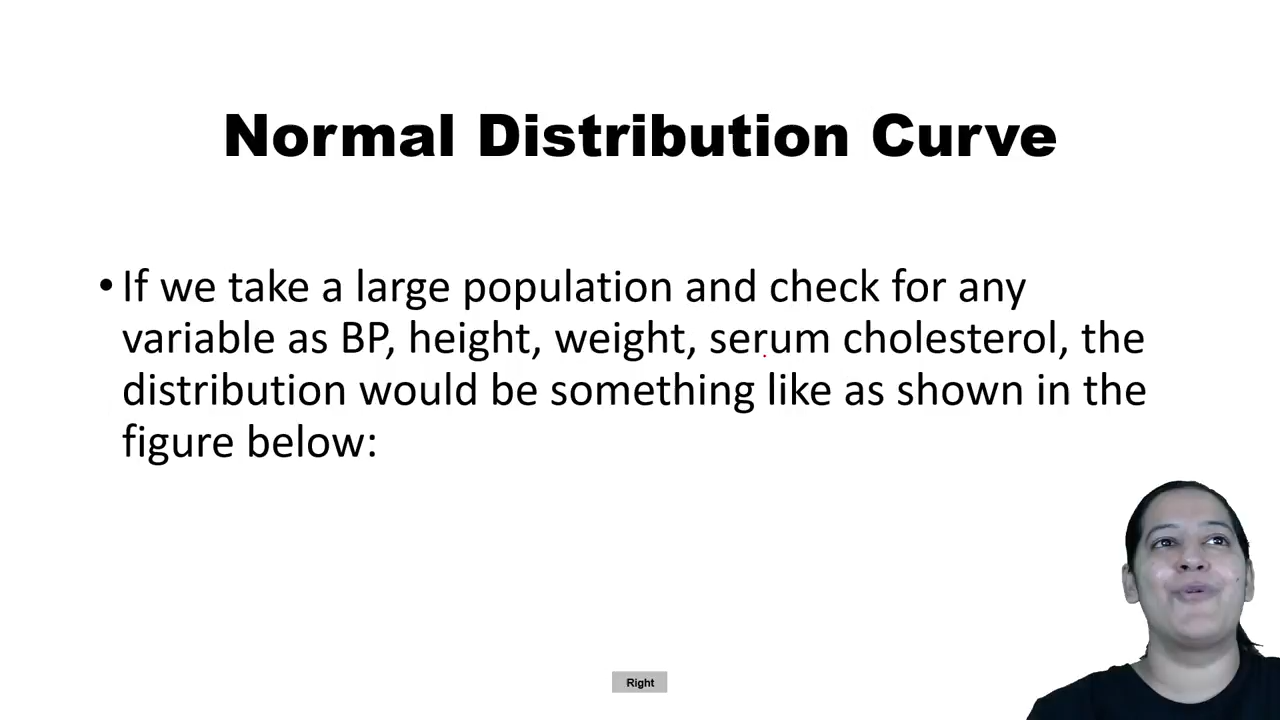 Normal Distribution Curve
• If we take a large population and check for any
variable as BP, height, weight, serum cholesterol, the
distribution would be something like as shown in the
figure below:
Right